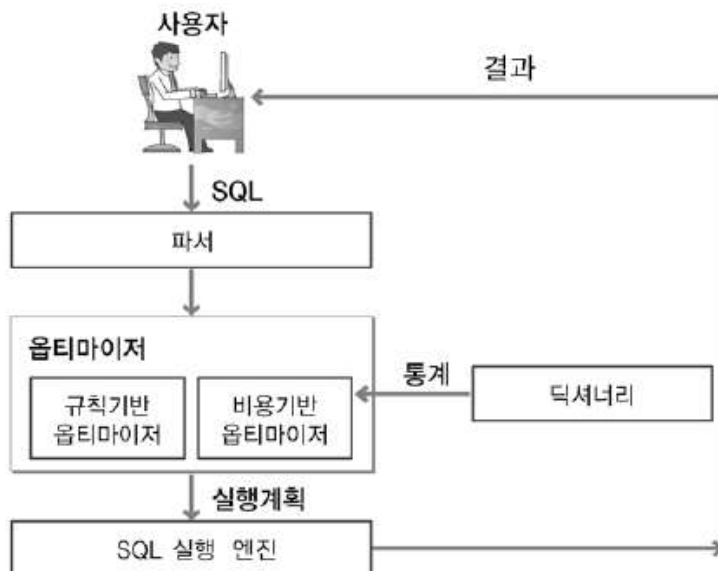 사용자
결과
SQL
파서
옵티마이저
규칙기반
옵티마이저
비용기반
옵티마이저
통계
딕셔너리
실행계획
SQL 실행 엔진